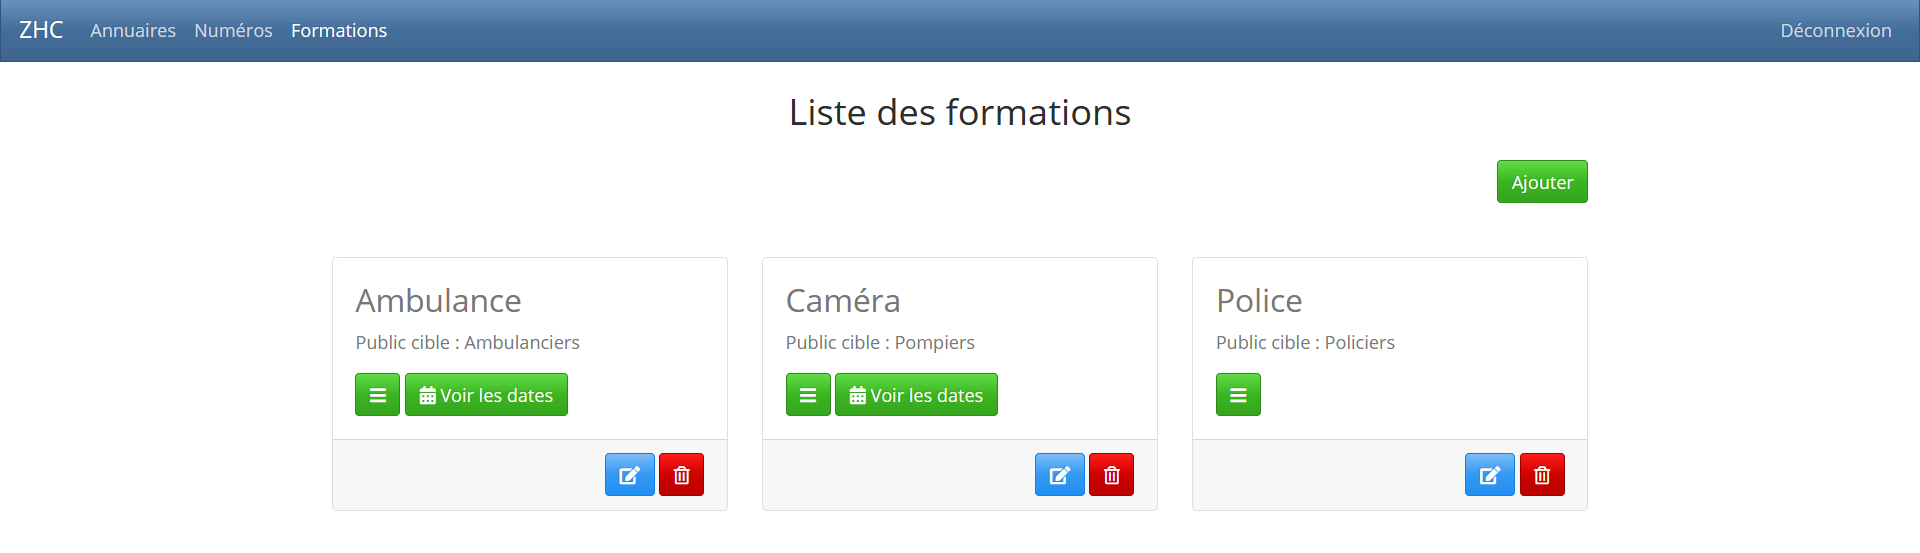 ZHC Annuaires Numéros Formations Déconnexion
Liste des formations
Ajouter
Ambulance
Public cible : Ambulanciers
Voir les dates
Caméra
Public cible : Pompiers
Voir les dates
Police
Public cible : Policiers